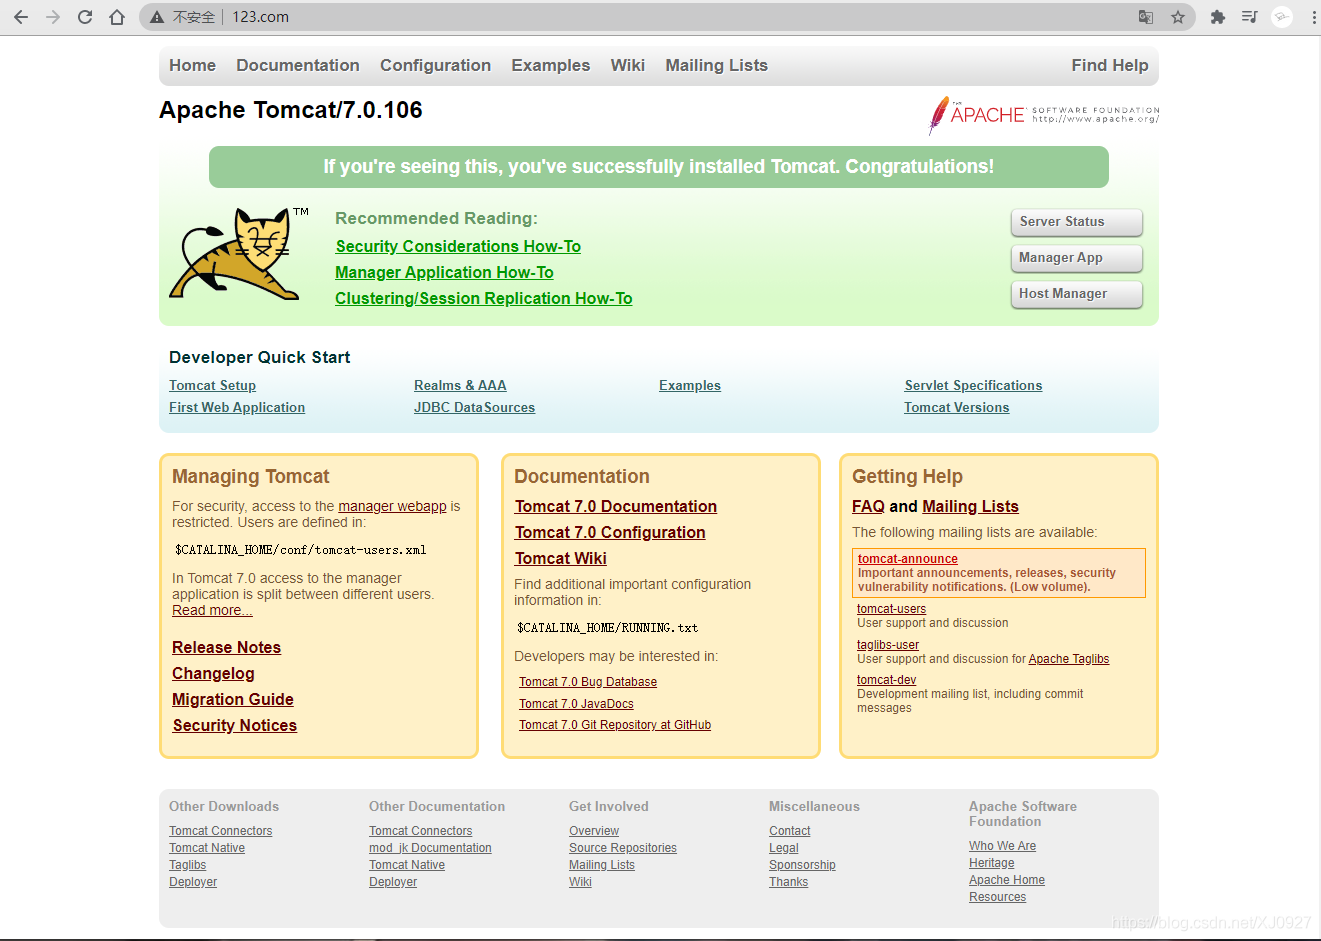 不安全 123.com
Home Documentation Configuration Examples Wiki Mailing Lists Find Help
Apache Tomcat/7.0.106
THE APACHE SOFTWARE FOUNDATION
http://www.apache.org/
If you're seeing this, you've successfully installed Tomcat. Congratulations!
TM
Recommended Reading:
Security Considerations How-To
Manager Application How-To
Clustering/Session Replication How-To
Server Status
Manager App
Host Manager
Developer Quick Start
Tomcat Setup Realms & AAA Examples Servlet Specifications
First Web Application JDBC DataSources Tomcat Versions
Managing Tomcat
For security, access to the manager webapp is
restricted. Users are defined in:
$CATALINA_HOME/conf/tomcat-users.xml
In Tomcat 7.0 access to the manager
application is split between different users.
Read more...
Release Notes
Changelog
Migration Guide
Security Notices
Documentation
Tomcat 7.0 Documentation
Tomcat 7.0 Configuration
Tomcat Wiki
Find additional important configuration
information in:
$CATALINA_HOME/RUNNING.txt
Developers may be interested in:
Tomcat 7.0 Bug Database
Tomcat 7.0 JavaDocs
Tomcat 7.0 Git Repository at GitHub
Getting Help
FAQ and Mailing Lists
The following mailing lists are available:
tomcat-announce
Important announcements, releases, security
vulnerability notifications. (Low volume).
tomcat-users
User support and discussion
taglibs-user
User support and discussion for Apache Taglibs
tomcat-dev
Development mailing list, including commit
messages
Other Downloads
Tomcat Connectors
Tomcat Native
Taglibs
Deployer
Other Documentation
Tomcat Connectors
mod_jk Documentation
Tomcat Native
Deployer
Get Involved
Overview
Source Repositories
Mailing Lists
Wiki
Miscellaneous
Contact
Legal
Sponsorship
Thanks
Apache Software
Foundation
Who We Are
Heritage
Apache Home
Resources
https://blog.csdn.net/XJ0927